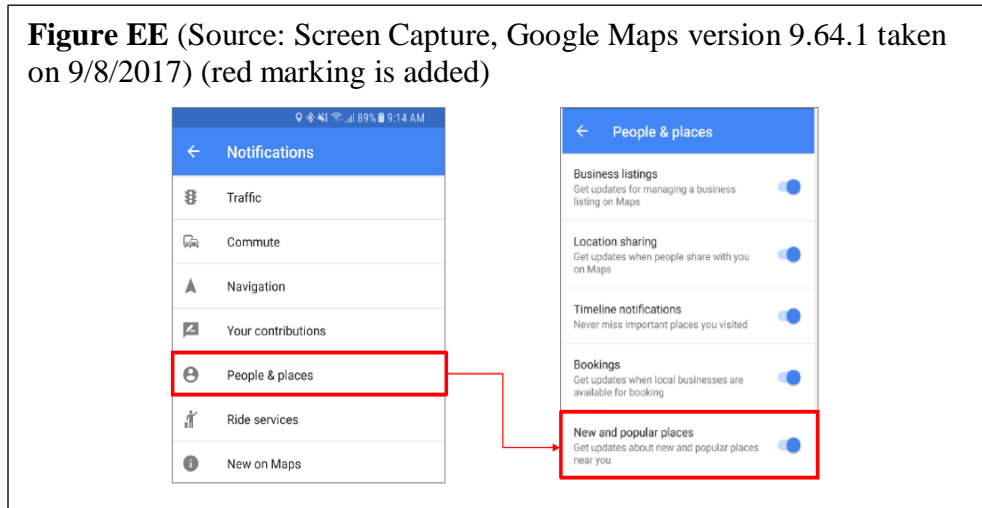 Figure EE (Source: Screen Capture, Google Maps version 9.64.1 taken
on 9/8/2017) (red marking is added)
89% 9:14 AM
Notifications
Traffic
Commute
Navigation
Your contributions
People & places
Ride services
New on Maps
People & places
Business listings
Get updates for managing a business
listing on Maps
Location sharing
Get updates when people share with you
on Maps
Timeline notifications
Never miss important places you visited
Bookings
Get updates when local businesses are
available for booking
New and popular places
Get updates about new and popular places
near you